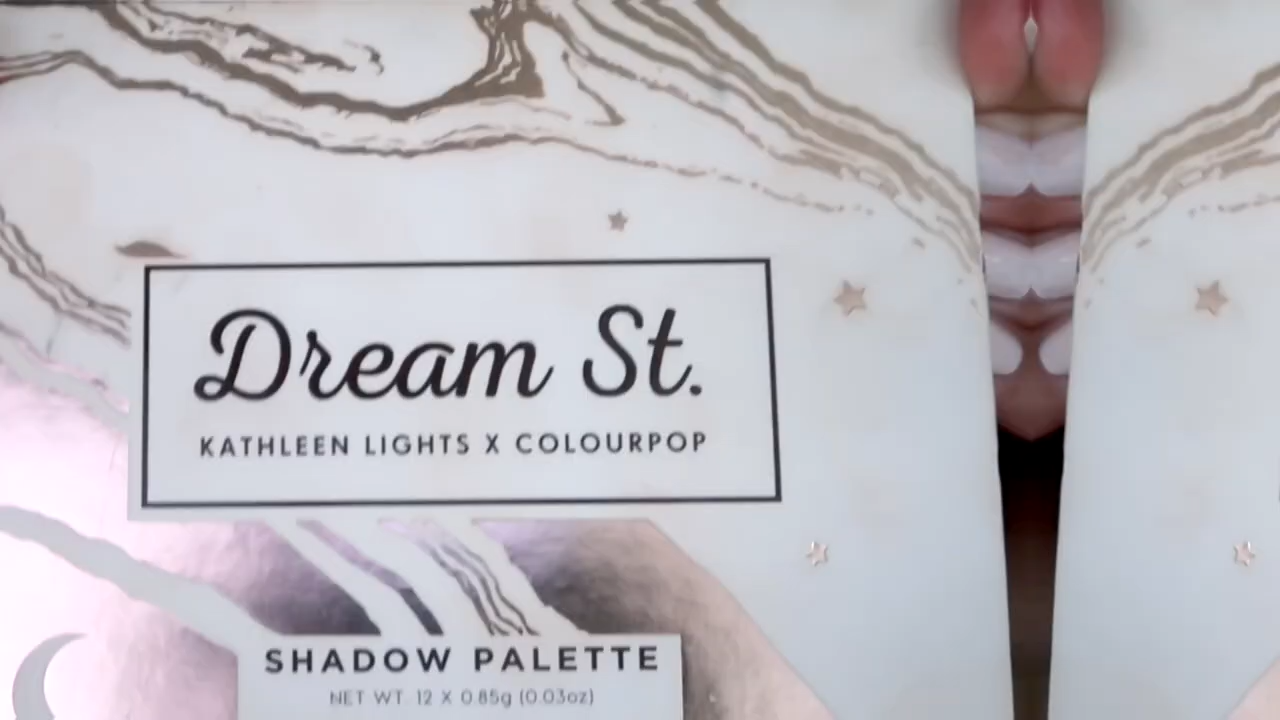 Dream St.
KATHLEEN LIGHTS X COLOURPOP
SHADOW PALETTE
NET WT. 12 X 0.85g (0.03oz)